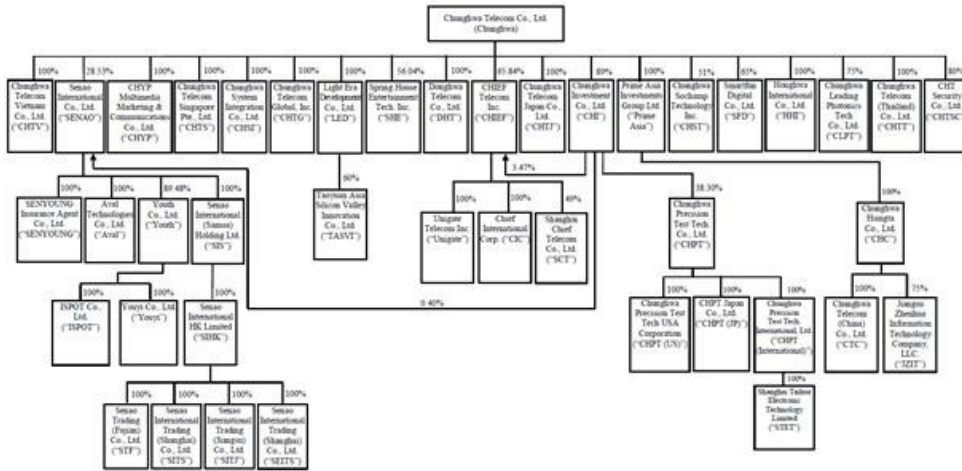 Chunghwa Telecom Co., Ltd.
(Chunghwa)
100%
28.53%
100%
100%
100%
100%
100%
56.04%
100%
65.84%
100%
89%
100%
51%
65%
100%
75%
100%
80%
Chunghwa
Telecom
Vietnam
Co., Ltd.
("CHTV")
Senao
International
Co., Ltd.
("SENAO")
CHYP
Multimedia
Marketing &
Communications
Co., Ltd.
("CHYP")
Chunghwa
Telecom
Singapore
Pte., Ltd.
("CHTS")
Chunghwa
System
Integration
Co., Ltd.
("CHSI")
Chunghwa
Telecom
Global, Inc.
("CHTG")
Light Era
Development
Co., Ltd.
("LED")
Spring House
Entertainment
Tech. Inc.
("SHE")
Donghwa
Telecom
Co., Ltd.
("DHT")
CHIEF
Telecom
Inc.
("CHIEF")
Chunghwa
Telecom
Japan Co.
Ltd.
("CHTJ")
Chunghwa
Investment
Co., Ltd.
("CHI")
Prime Asia
Investments
Group Ltd.
("Prime
Asia")
Chunghwa
Sochamp
Technology
Inc.
("CHST")
Smartfun
Digital
Co., Ltd.
("SFD")
Honghwa
International
Co., Ltd.
("HHI")
Chunghwa
Leading
Photonics
Tech Co.,
Ltd.
("CLPT")
Chunghwa
Telecom
(Thailand)
Co., Ltd.
("CHTT")
CHT
Security
Co., Ltd.
("CHTSC")
3.47%
100%
100%
89.48%
100%
60%
100%
100%
49%
38.30%
100%
SENYOUNG
Insurance Agent
Co., Ltd.
("SENYOUNG")
Aval
Technologies
Co., Ltd.
("Aval")
Youth
Co., Ltd.
("Youth")
Senao
International
(Samoa)
Holding Ltd.
("SIS")
Taoyuan Asia
Silicon Valley
Innovation
Co., Ltd.
("TASVI")
Unigate
Telecom Inc
("Unigate")
Chief
International
Corp. ("CIC")
Shanghai
Chief
Telecom
Co., Ltd.
("SCT")
Chunghwa
Precision
Test Tech.
Co., Ltd.
("CHPT")
Chunghwa
Hsingta
Co., Ltd.
("CHC")
100%
100%
100%
0.40%
100%
100%
100%
100%
75%
ISPOT Co.,
Ltd.
("ISPOT")
Youyi Co., Ltd.
("Youyi")
Senao
International
HK Limited
("SIHK")
Chunghwa
Precision Test
Tech USA
Corporation
("CHPT (US)")
CHPT Japan
Co., Ltd.
("CHPT (JP)")
Chunghwa
Precision
Test Tech.
International, Ltd.
("CHPT
(International)")
Chunghwa
Telecom
(China) Co.,
Ltd.
("CTC")
Jiangsu
Zhenhua
Information
Technology
Company,
LLC.
("JZIT")
100%
100%
100%
100%
100%
Senao
Trading
(Fujian)
Co., Ltd.
("STF")
Senao
International
Trading
(Shanghai)
Co., Ltd.
("SITS")
Senao
International
Trading
(Jiangsu)
Co., Ltd.
("SITJ")
Senao
International
Trading
(Shanghai)
Co., Ltd.
("SEITS")
Shanghai Taihua
Electronic
Technology
Limited
("STET")